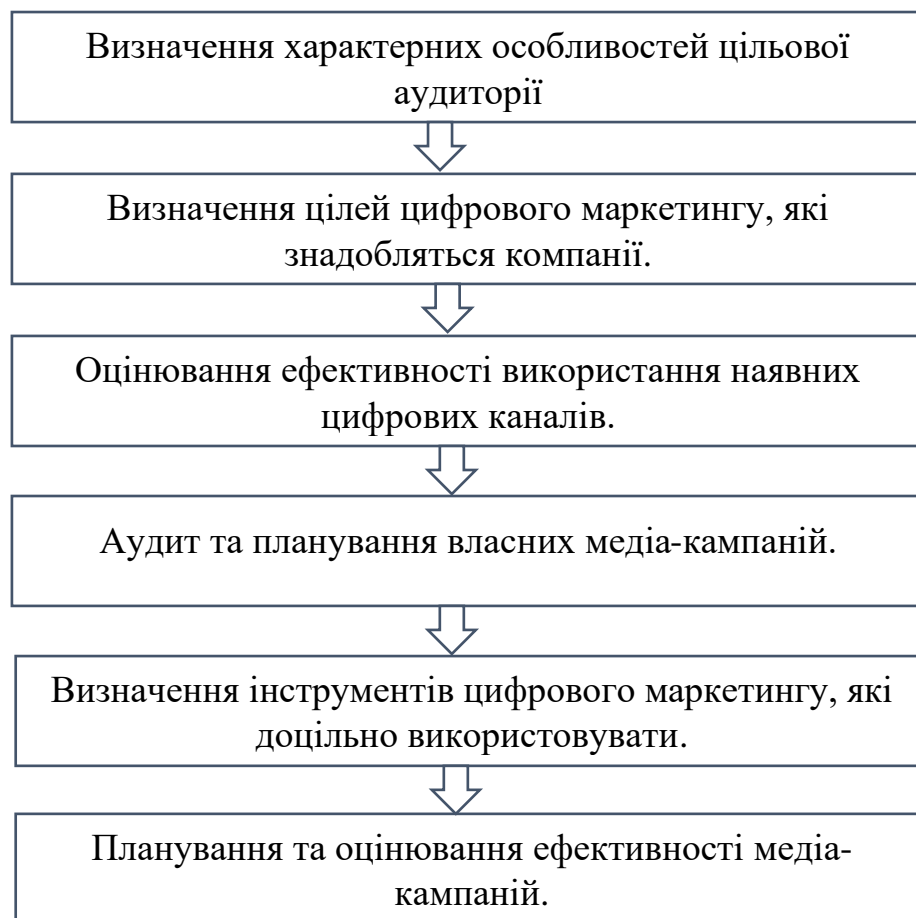 Визначення характерних особливостей цільової
аудиторії
Визначення цілей цифрового маркетингу, які
знадобляться компанії.
Оцінювання ефективності використання наявних
цифрових каналів.
Аудит та планування власних медіа-кампаній.
Визначення інструментів цифрового маркетингу, які
доцільно використовувати.
Планування та оцінювання ефективності медіа-
кампаній.